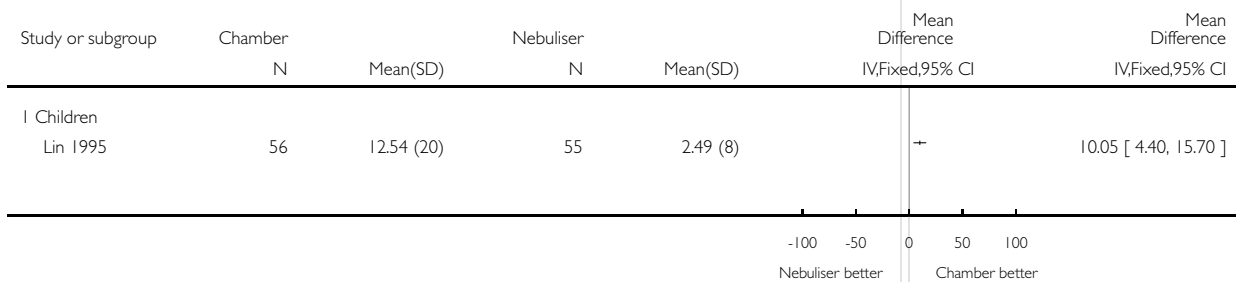 Study or subgroup Chamber Nebuliser Mean Difference Mean Difference
N Mean(SD) N Mean(SD) IV,Fixed,95% CI IV,Fixed,95% CI
1 Children
Lin 1995 56 12.54 (20) 55 2.49 (8) 10.05 [ 4.40, 15.70 ]
-100 -50 0 50 100
Nebuliser better Chamber better